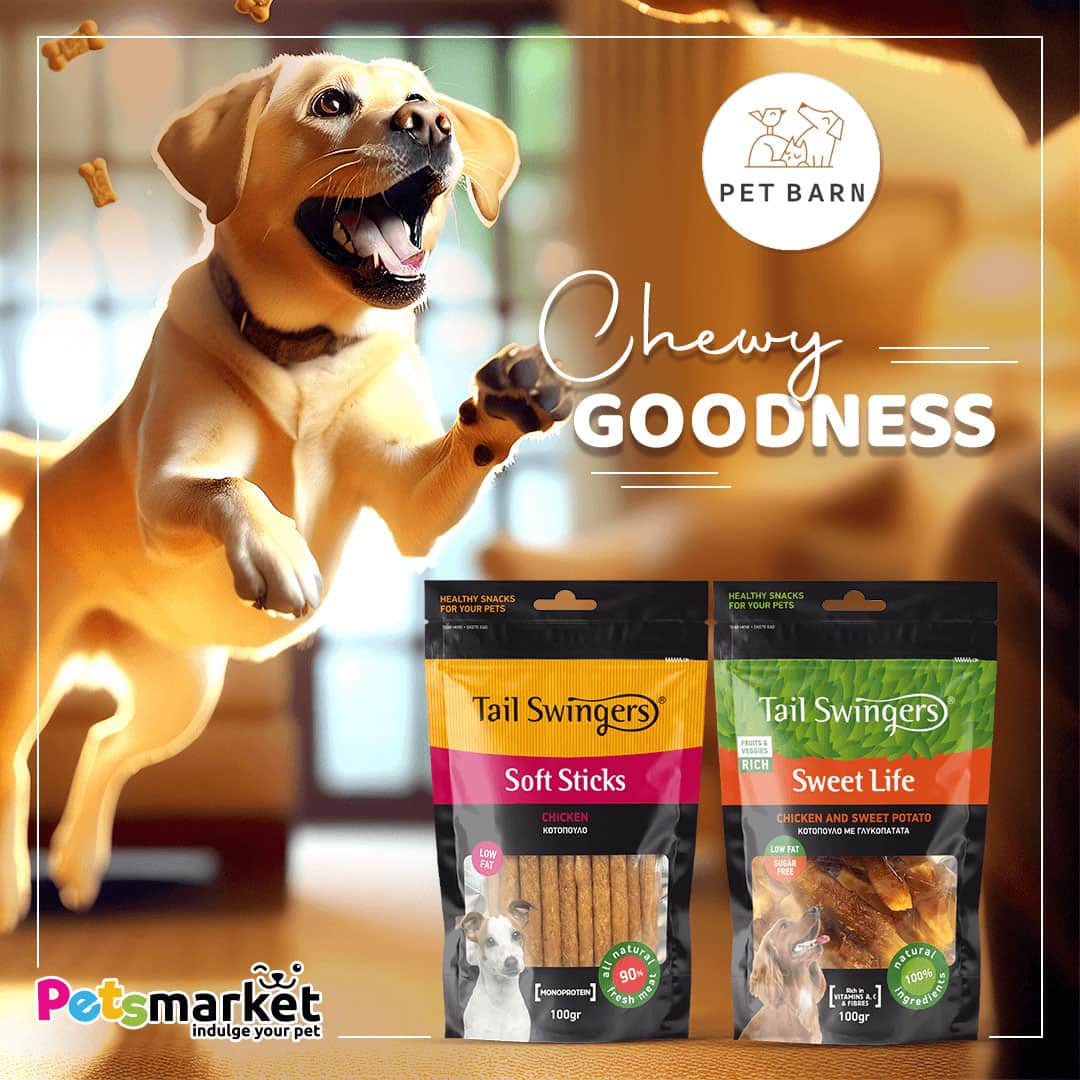 PET BARN
Chewy
GOODNESS
HEALTHY SNACKS
FOR YOUR PETS
Tail Swingers®
Soft Sticks
CHICKEN
ΚΟΤΟΠΟΥΛΟ
LOW
FAT
all natural
90%
fresh meat
[MONOPROTEIN]
100gr
HEALTHY SNACKS
FOR YOUR PETS
Tail Swingers®
FRUITS &
VEGGIES
RICH
Sweet Life
CHICKEN AND SWEET POTATO
ΚΟΤΟΠΟΥΛΟ ΜΕ ΓΛΥΚΟΠΑΤΑΤΑ
LOW FAT
SUGAR
FREE
natural
100%
ingredients
Rich in
VITAMINS A, C
& FIBRES
100gr
Petsmarket
indulge your pet